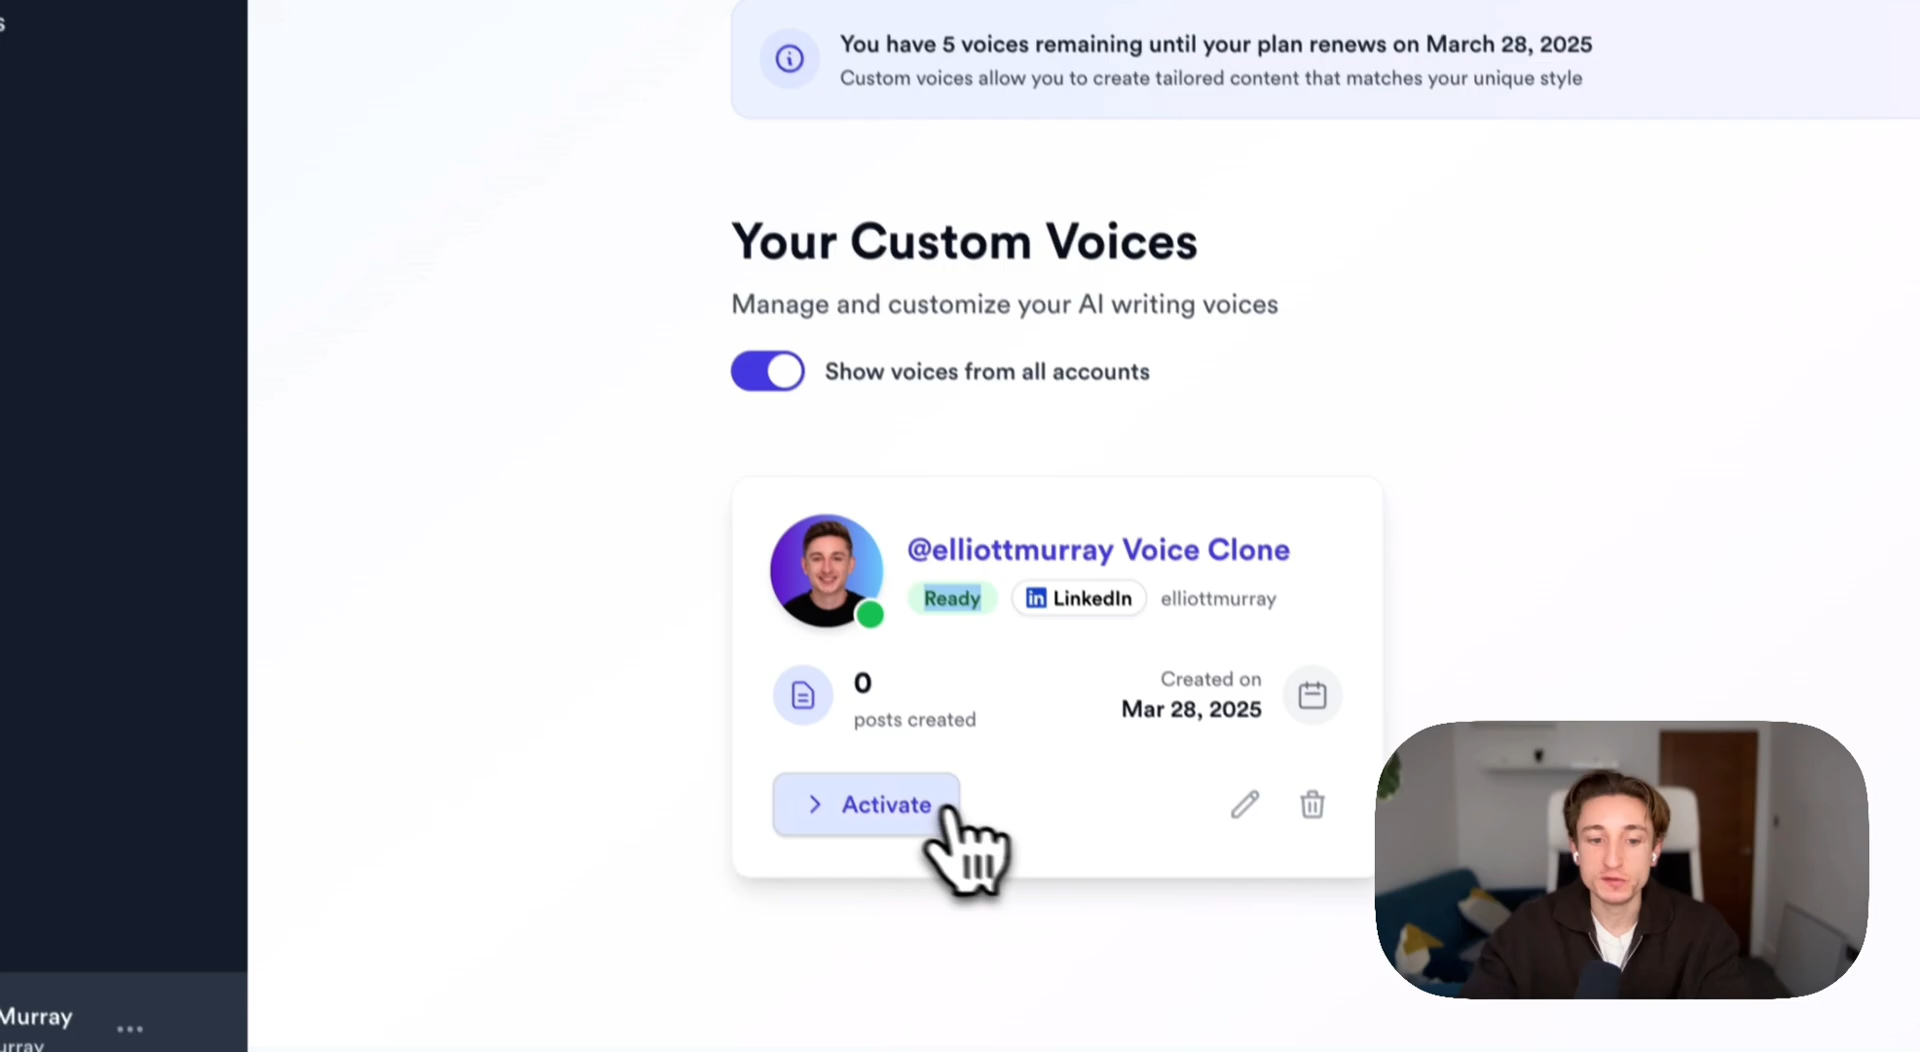 s
You have 5 voices remaining until your plan renews on March 28, 2025
Custom voices allow you to create tailored content that matches your unique style
Your Custom Voices
Manage and customize your AI writing voices
Show voices from all accounts
@elliottmurray Voice Clone
Ready
in LinkedIn
elliottmurray
0
posts created
Created on
Mar 28, 2025
Activate
Murray
urray